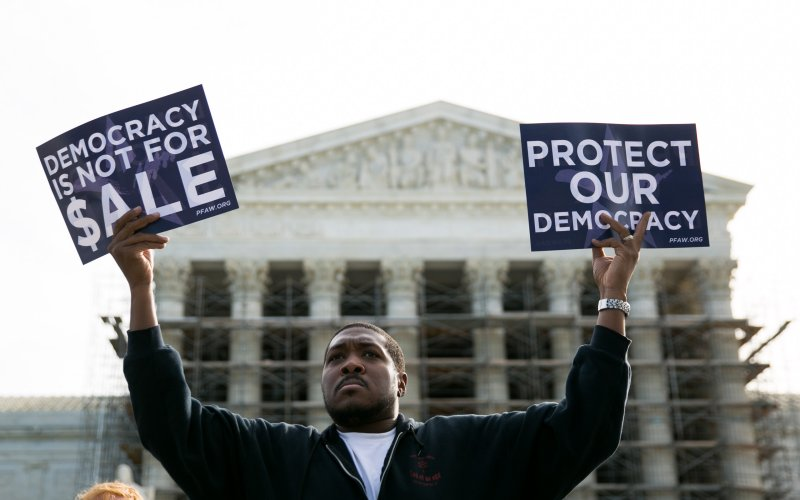 DEMOCRACY
IS NOT FOR
$ALE
PFAW.ORG
PROTECT
OUR
DEMOCRACY
PFAW.ORG